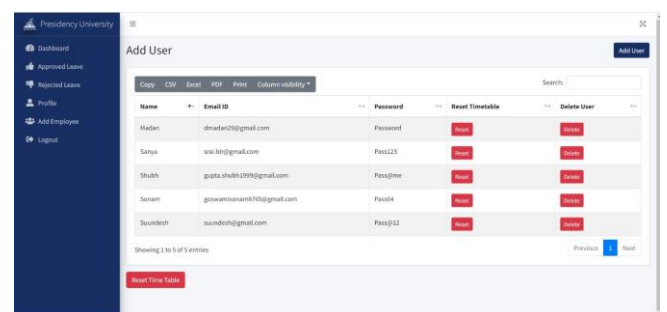 Presidency University
Dashboard
Approved Leave
Rejected Leave
Profile
Add Employee
Logout
Add User
Add User
Copy CSV Excel PDF Print Column visibility
Search:
Name Email ID Password Reset Timetable Delete User
Madan dmadan29@gmail.com Password Reset Delete
Sanya srai.blr@gmail.com Pass123 Reset Delete
Shubh gupta.shubh1999@gmail.com Pass@me Reset Delete
Sonam goswamisonam6765@gmail.com Pass64 Reset Delete
Suundesh suundesh@gmail.com Pass@12 Reset Delete
Showing 1 to 5 of 5 entries
Previous 1 Next
Reset Time Table